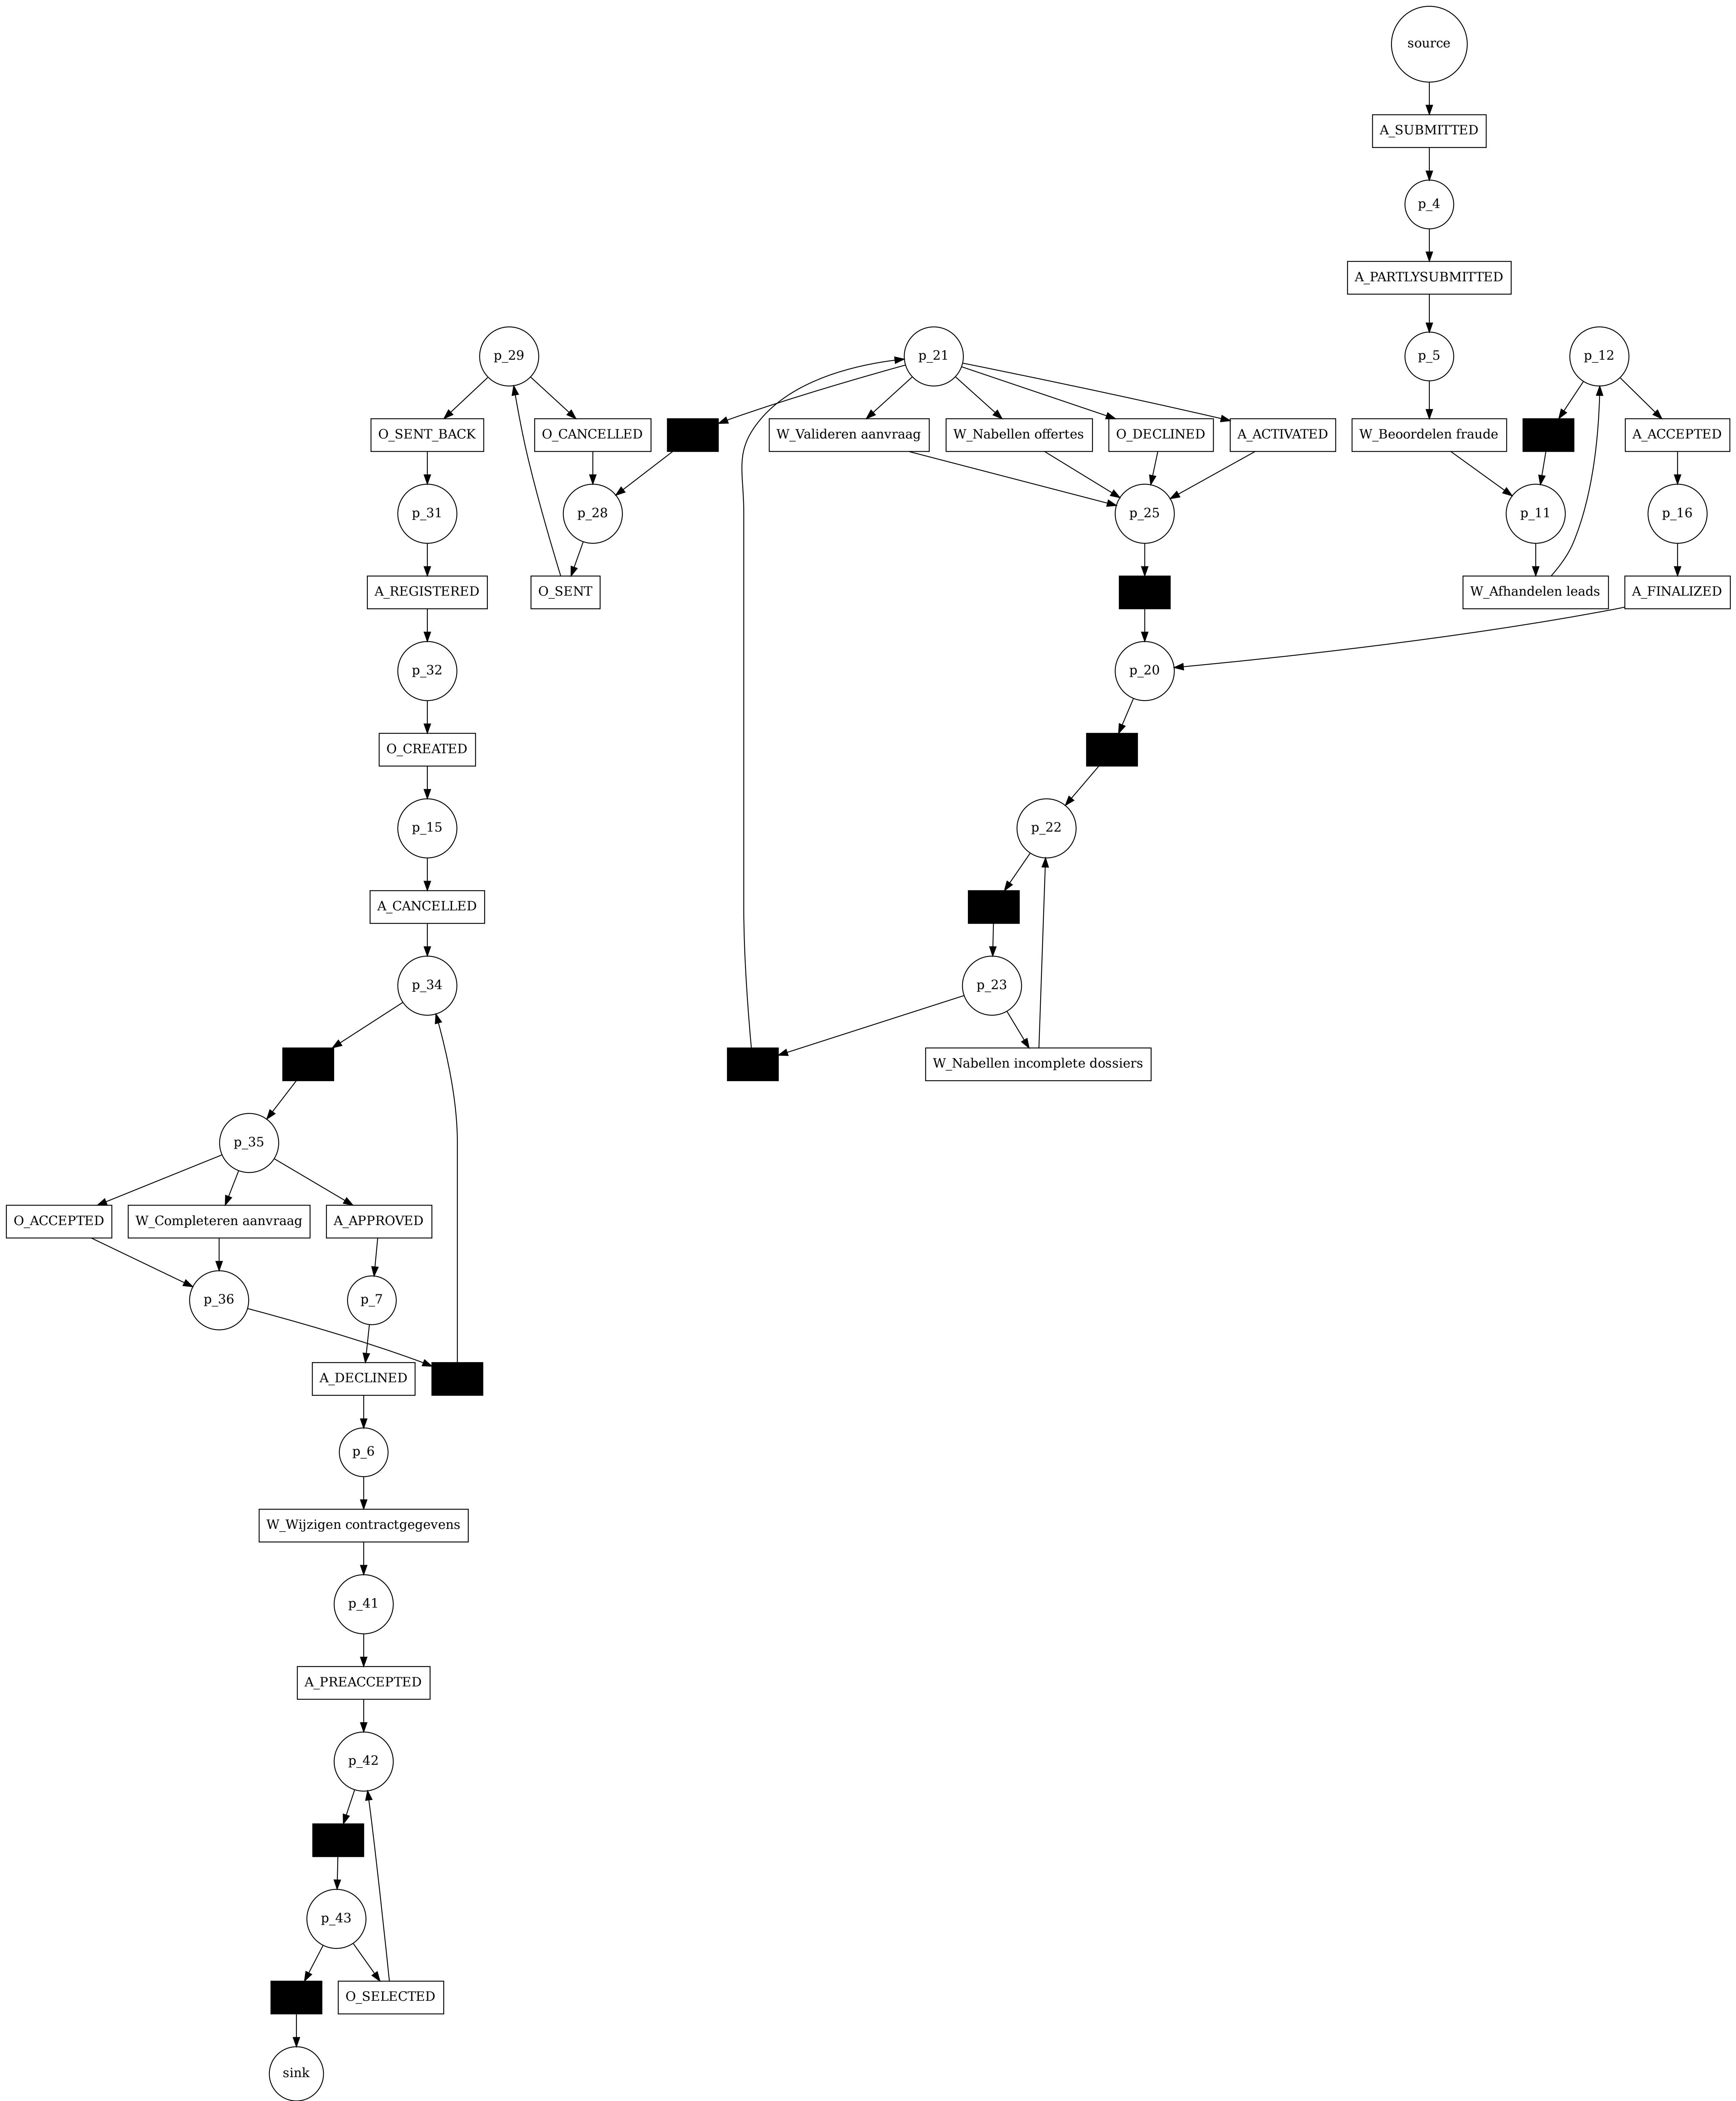 source
A_SUBMITTED
p_4
A_PARTLYSUBMITTED
p_29
p_21
p_5
p_12
O_SENT_BACK
O_CANCELLED
W_Valideren aanvraag
W_Nabellen offertes
O_DECLINED
A_ACTIVATED
W_Beoordelen fraude
A_ACCEPTED
p_31
p_28
p_25
p_11
p_16
A_REGISTERED
O_SENT
W_Afhandelen leads
A_FINALIZED
p_32
p_20
O_CREATED
p_15
p_22
A_CANCELLED
p_34
p_23
W_Nabellen incomplete dossiers
p_35
O_ACCEPTED
W_Completeren aanvraag
A_APPROVED
p_36
p_7
A_DECLINED
p_6
W_Wijzigen contractgegevens
p_41
A_PREACCEPTED
p_42
p_43
O_SELECTED
sink